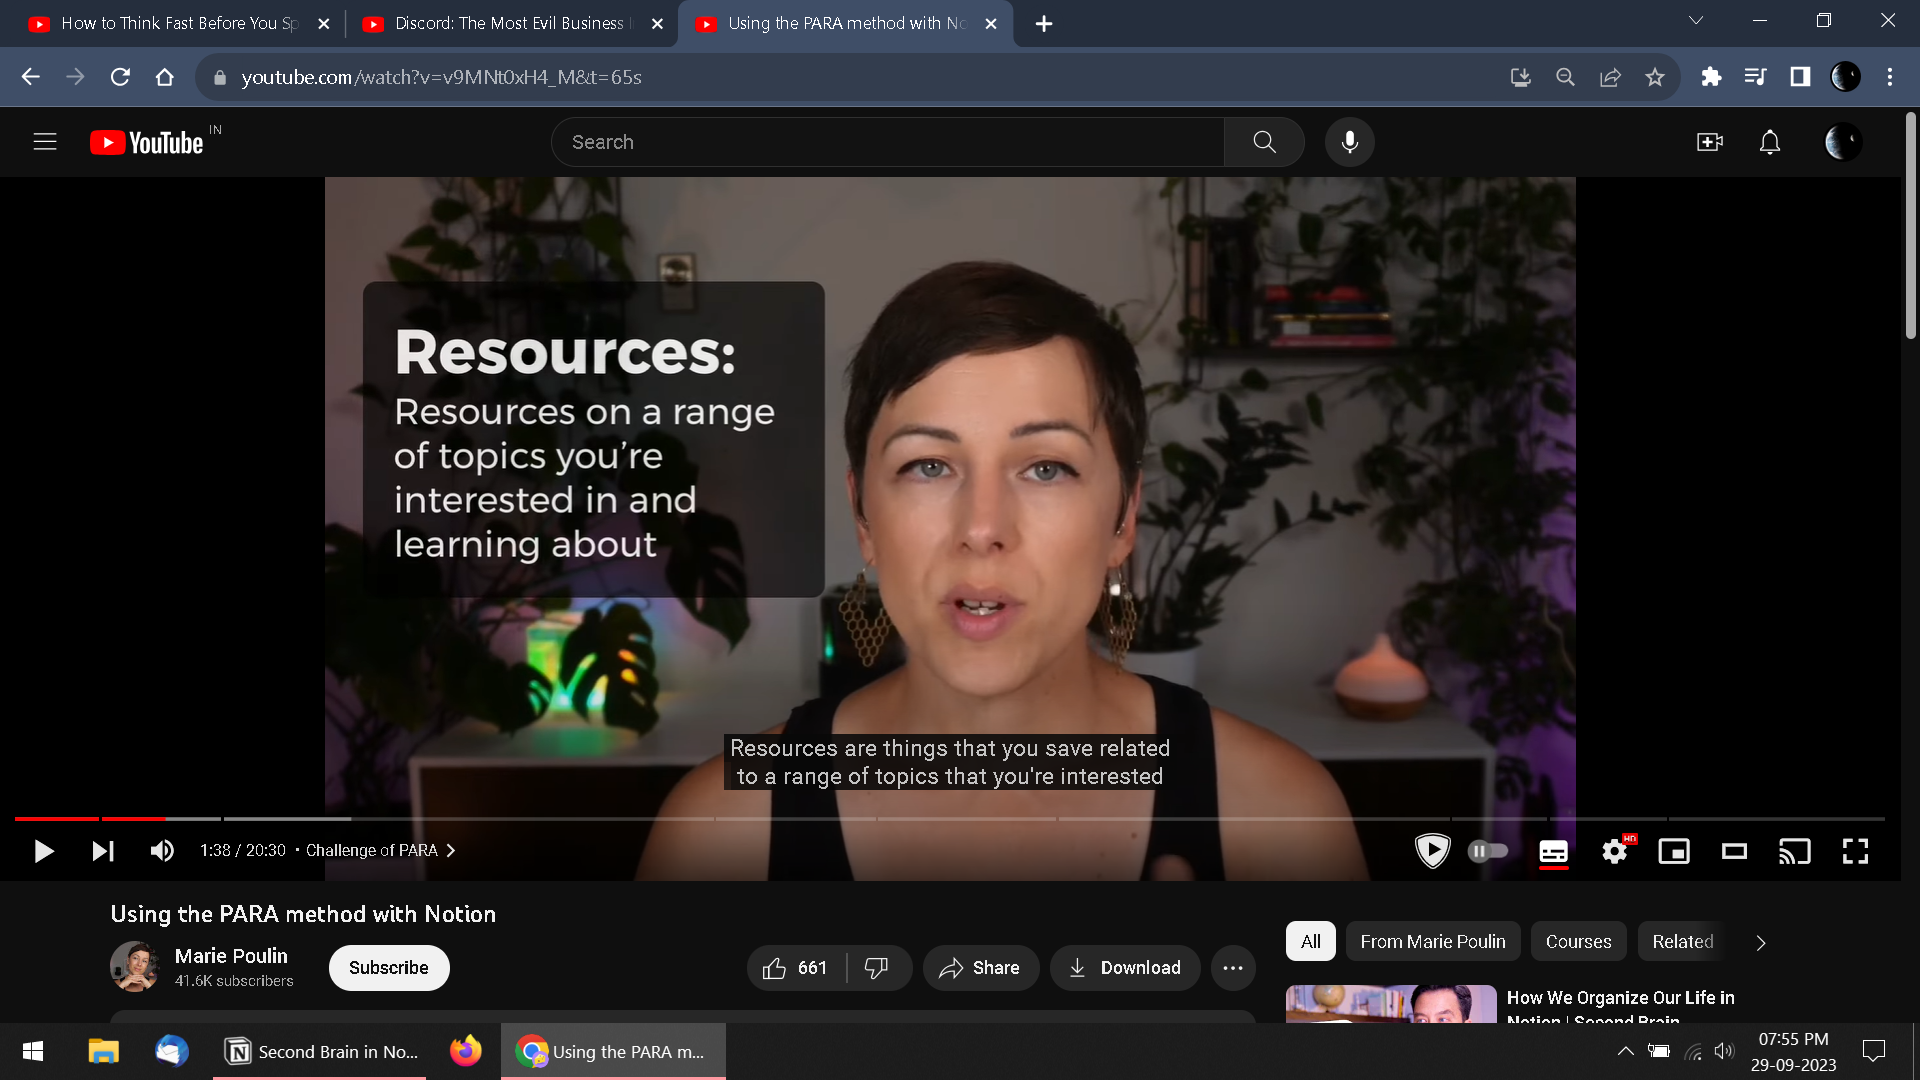 How to Think Fast Before You Sp
Discord: The Most Evil Business
Using the PARA method with No
youtube.com/watch?v=v9MNt0xH4_M&t=65s
YouTube IN
Search
Resources:
Resources on a range
of topics you're
interested in and
learning about
Resources are things that you save related
to a range of topics that you're interested
1:38 / 20:30 • Challenge of PARA
HD
Using the PARA method with Notion
Marie Poulin
41.6K subscribers
Subscribe
661
Share
Download
All
From Marie Poulin
Courses
Related
How We Organize Our Life in
Notion | Second Brain
Second Brain in No...
Using the PARA m...
07:55 PM
29-09-2023